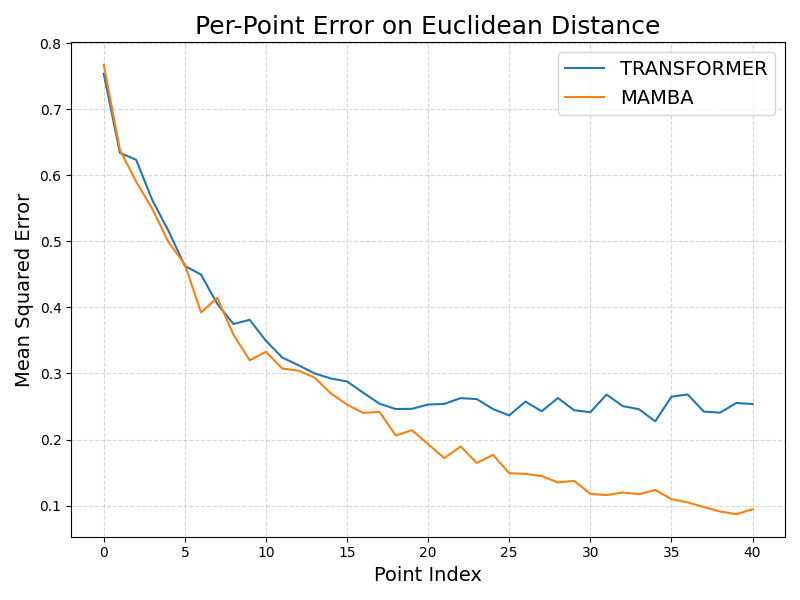 Per-Point Error on Euclidean Distance
TRANSFORMER
MAMBA
Mean Squared Error
0.8
0.7
0.6
0.5
0.4
0.3
0.2
0.1
0 5 10 15 20 25 30 35 40
Point Index